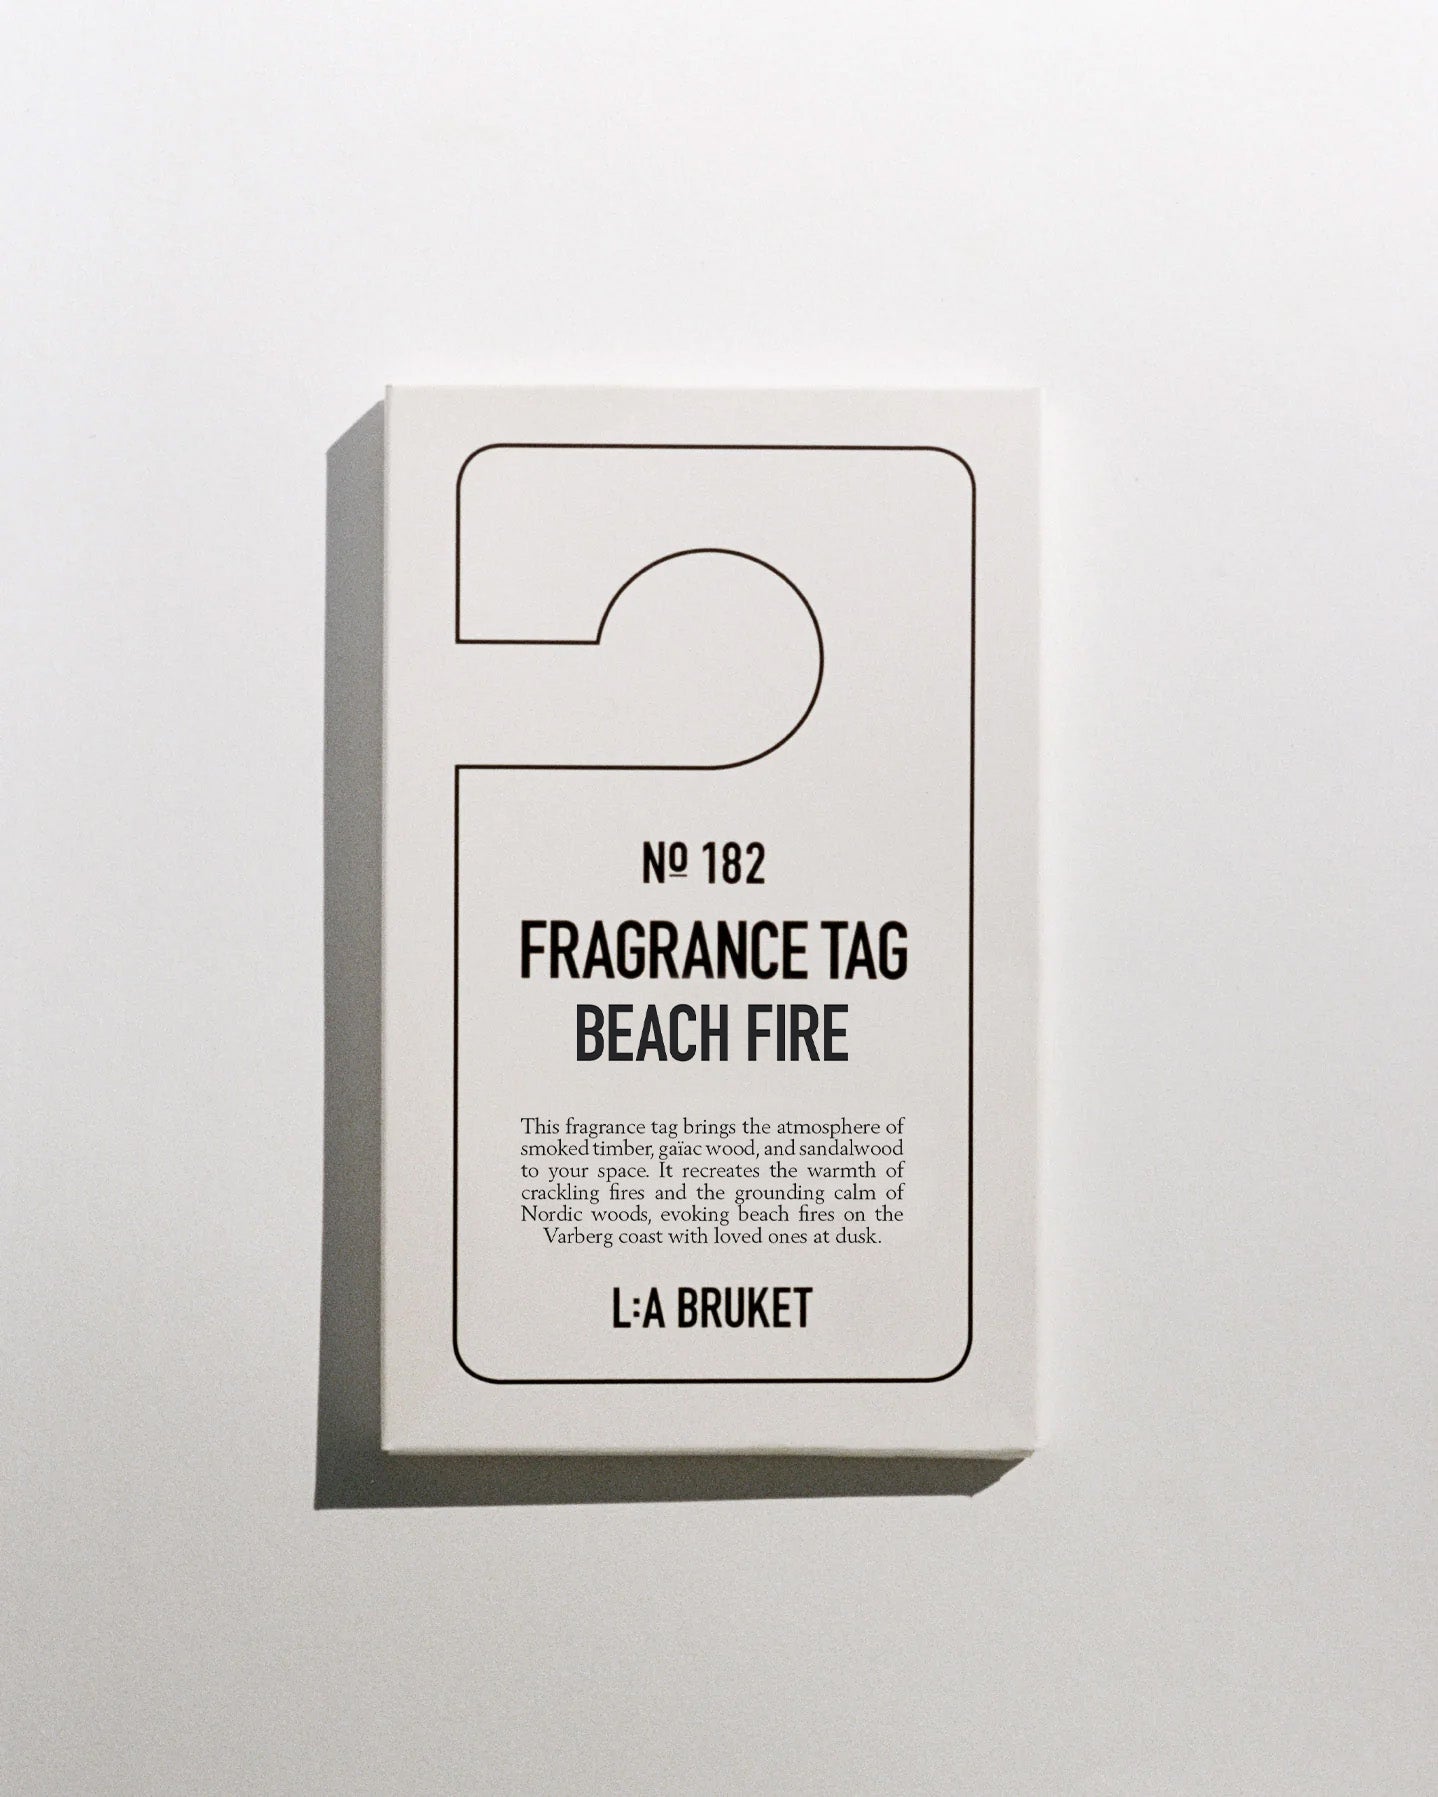 Nº 182
FRAGRANCE TAG
BEACH FIRE
This fragrance tag brings the atmosphere of
smoked timber, gaïac wood, and sandalwood
to your space. It recreates the warmth of
crackling fires and the grounding calm of
Nordic woods, evoking beach fires on the
Varberg coast with loved ones at dusk.
L:A BRUKET